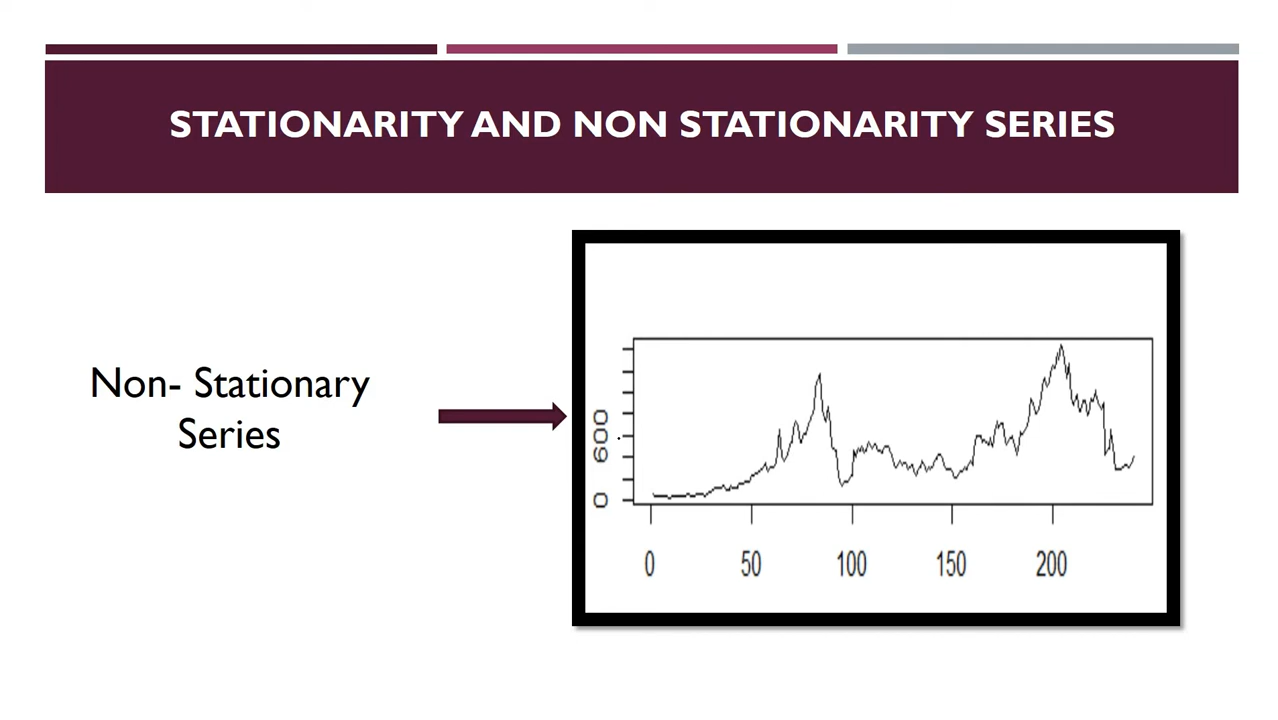 STATIONARITY AND NON STATIONARITY SERIES
Non- Stationary
Series
600
0
0 50 100 150 200